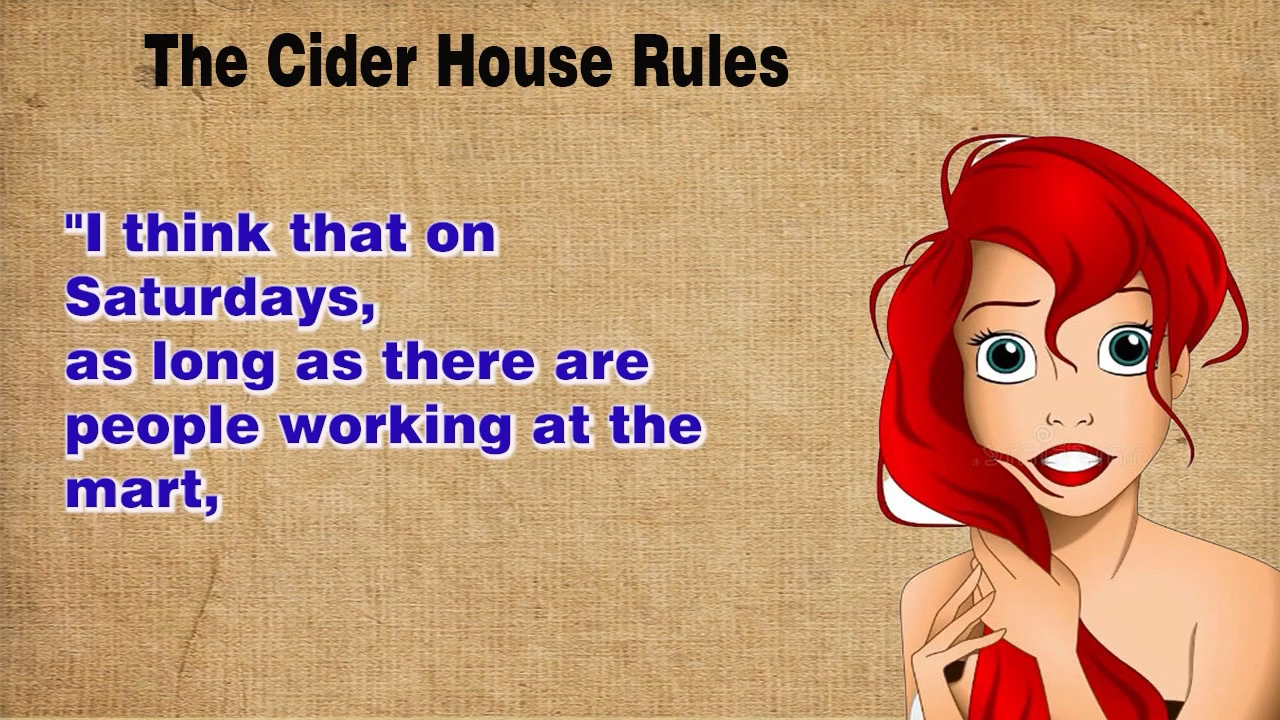 The Cider House Rules
"I think that on
Saturdays,
as long as there are
people working at the
mart,